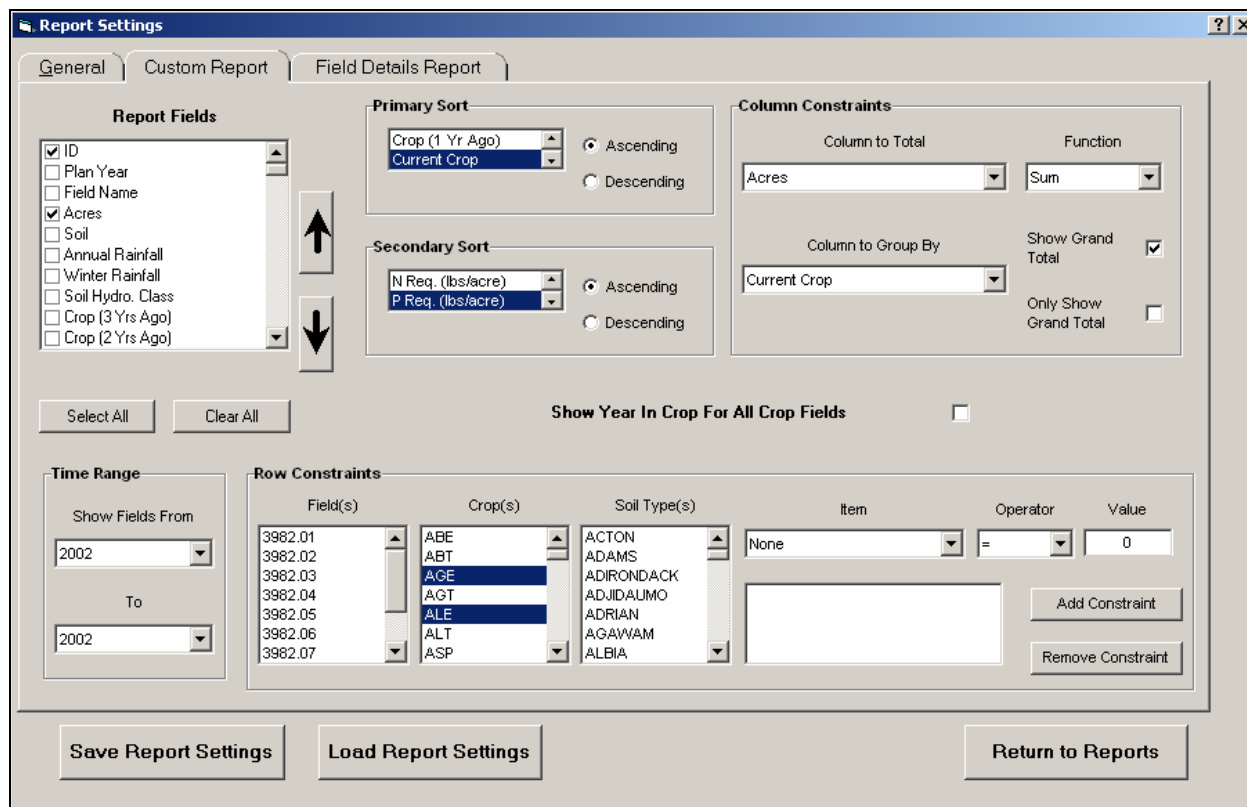 Report Settings
General
Custom Report
Field Details Report
Report Fields
ID
Plan Year
Field Name
Acres
Soil
Annual Rainfall
Winter Rainfall
Soil Hydro. Class
Crop (3 Yrs Ago)
Crop (2 Yrs Ago)
Select All
Clear All
Primary Sort
Crop (1 Yr Ago)
Current Crop
Ascending
Descending
Secondary Sort
N Req. (lbs/acre)
P Req. (lbs/acre)
Ascending
Descending
Column Constraints
Column to Total
Function
Acres
Sum
Column to Group By
Current Crop
Show Grand
Total
Only Show
Grand Total
Show Year In Crop For All Crop Fields
Time Range
Show Fields From
2002
To
2002
Row Constraints
Field(s)
3982.01
3982.02
3982.03
3982.04
3982.05
3982.06
3982.07
Crop(s)
ABE
ABT
AGE
AGT
ALE
ALT
ASP
Soil Type(s)
ACTON
ADAMS
ADIRONDACK
ADJIDAUMO
ADRIAN
AGAWAM
ALBIA
Item
Operator
Value
None
=
0
Add Constraint
Remove Constraint
Save Report Settings
Load Report Settings
Return to Reports